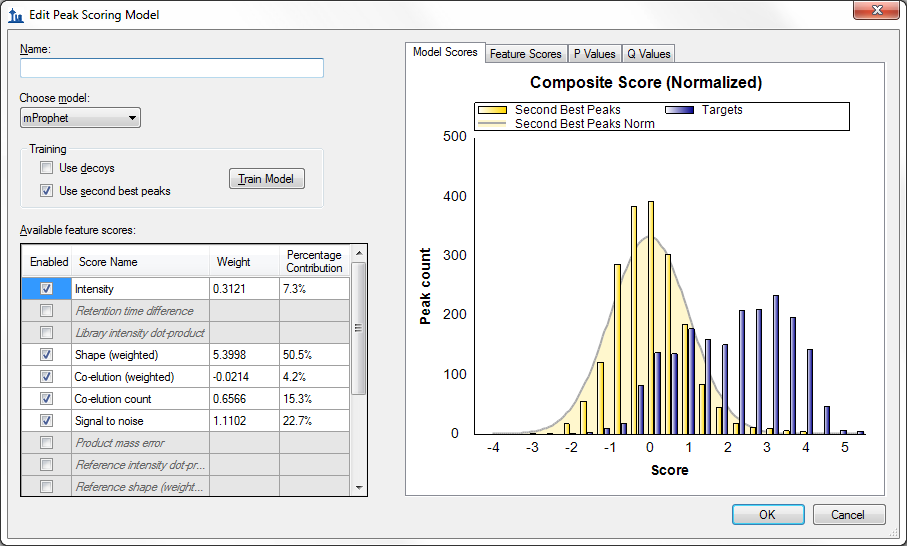 Edit Peak Scoring Model
Name:
Choose model:
mProphet
Training
Use decoys
Use second best peaks
Train Model
Available feature scores:
Enabled Score Name Weight Percentage Contribution
Intensity 0.3121 7.3%
Retention time difference
Library intensity dot-product
Shape (weighted) 5.3998 50.5%
Co-elution (weighted) -0.0214 4.2%
Co-elution count 0.6566 15.3%
Signal to noise 1.1102 22.7%
Product mass error
Reference intensity dot-pr...
Reference shape (weight...
Model Scores Feature Scores P Values Q Values
Composite Score (Normalized)
Second Best Peaks Targets
Second Best Peaks Norm
500
400
300
200
100
0
Peak count
-4 -3 -2 -1 0 1 2 3 4 5
Score
OK Cancel